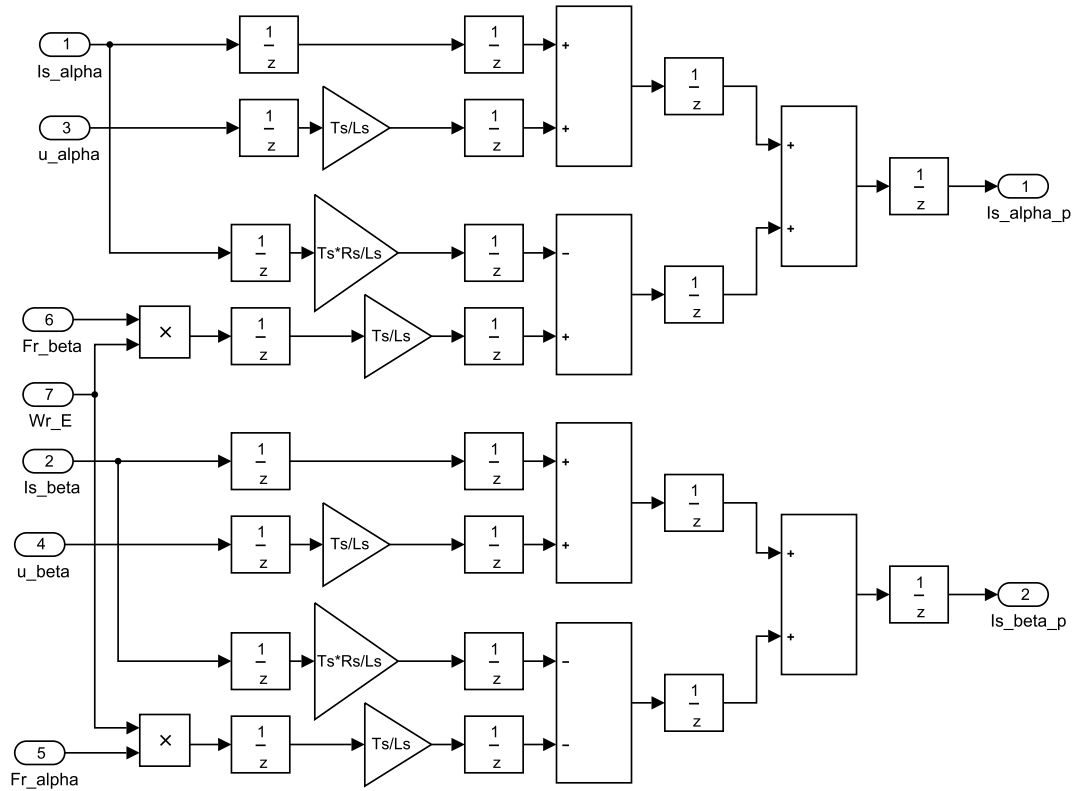 1
Is_alpha
1
z
1
z
+
3
u_alpha
1
z
Ts/Ls
1
z
+
1
z
+
+
1
z
1
Is_alpha_p
1
z
Ts*Rs/Ls
1
z
-
6
Fr_beta
×
1
z
Ts/Ls
1
z
+
1
z
7
Wr_E
2
Is_beta
1
z
1
z
+
4
u_beta
1
z
Ts/Ls
1
z
+
1
z
+
+
1
z
2
Is_beta_p
1
z
Ts*Rs/Ls
1
z
-
5
Fr_alpha
×
1
z
Ts/Ls
1
z
-
1
z